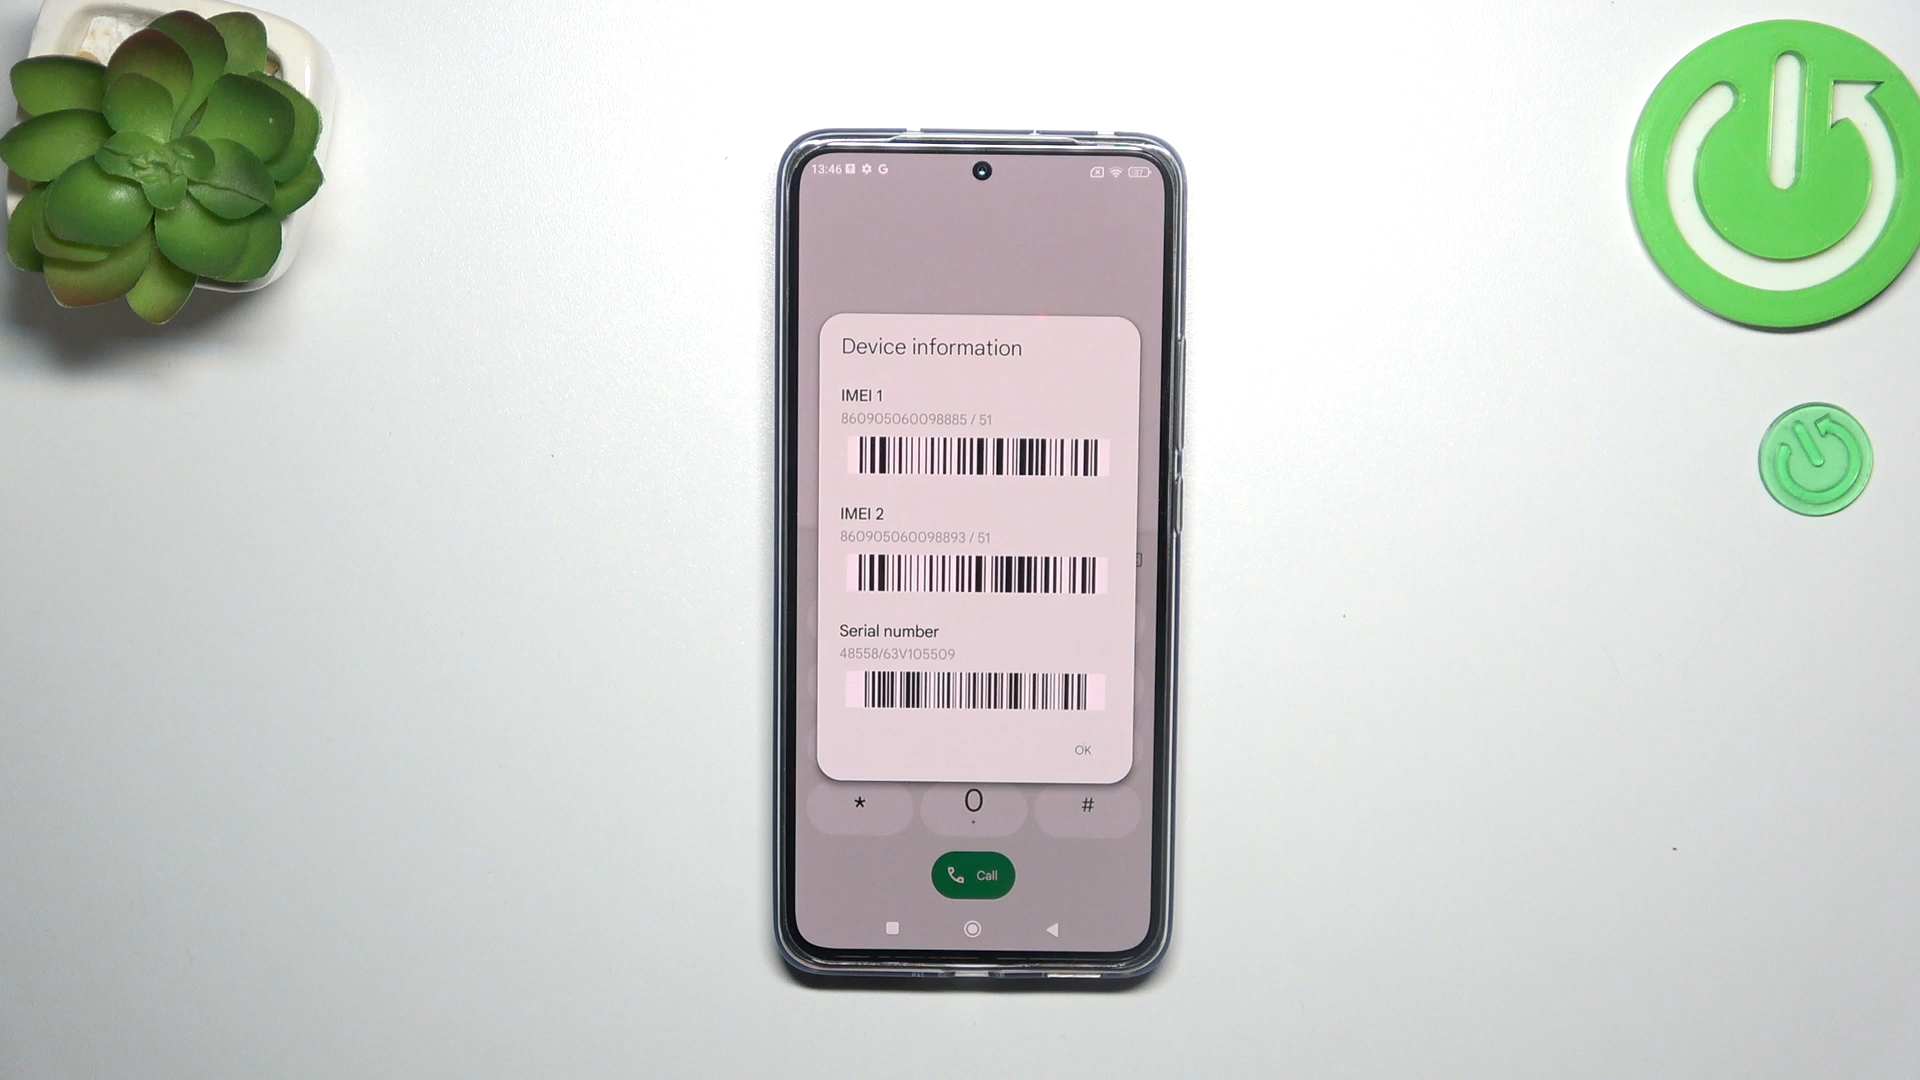 13:46
37
Device information
IMEI 1
860905060098885 / 51
IMEI 2
860905060098893 / 51
Serial number
48558/63V105509
OK
* 0 #
+
Call